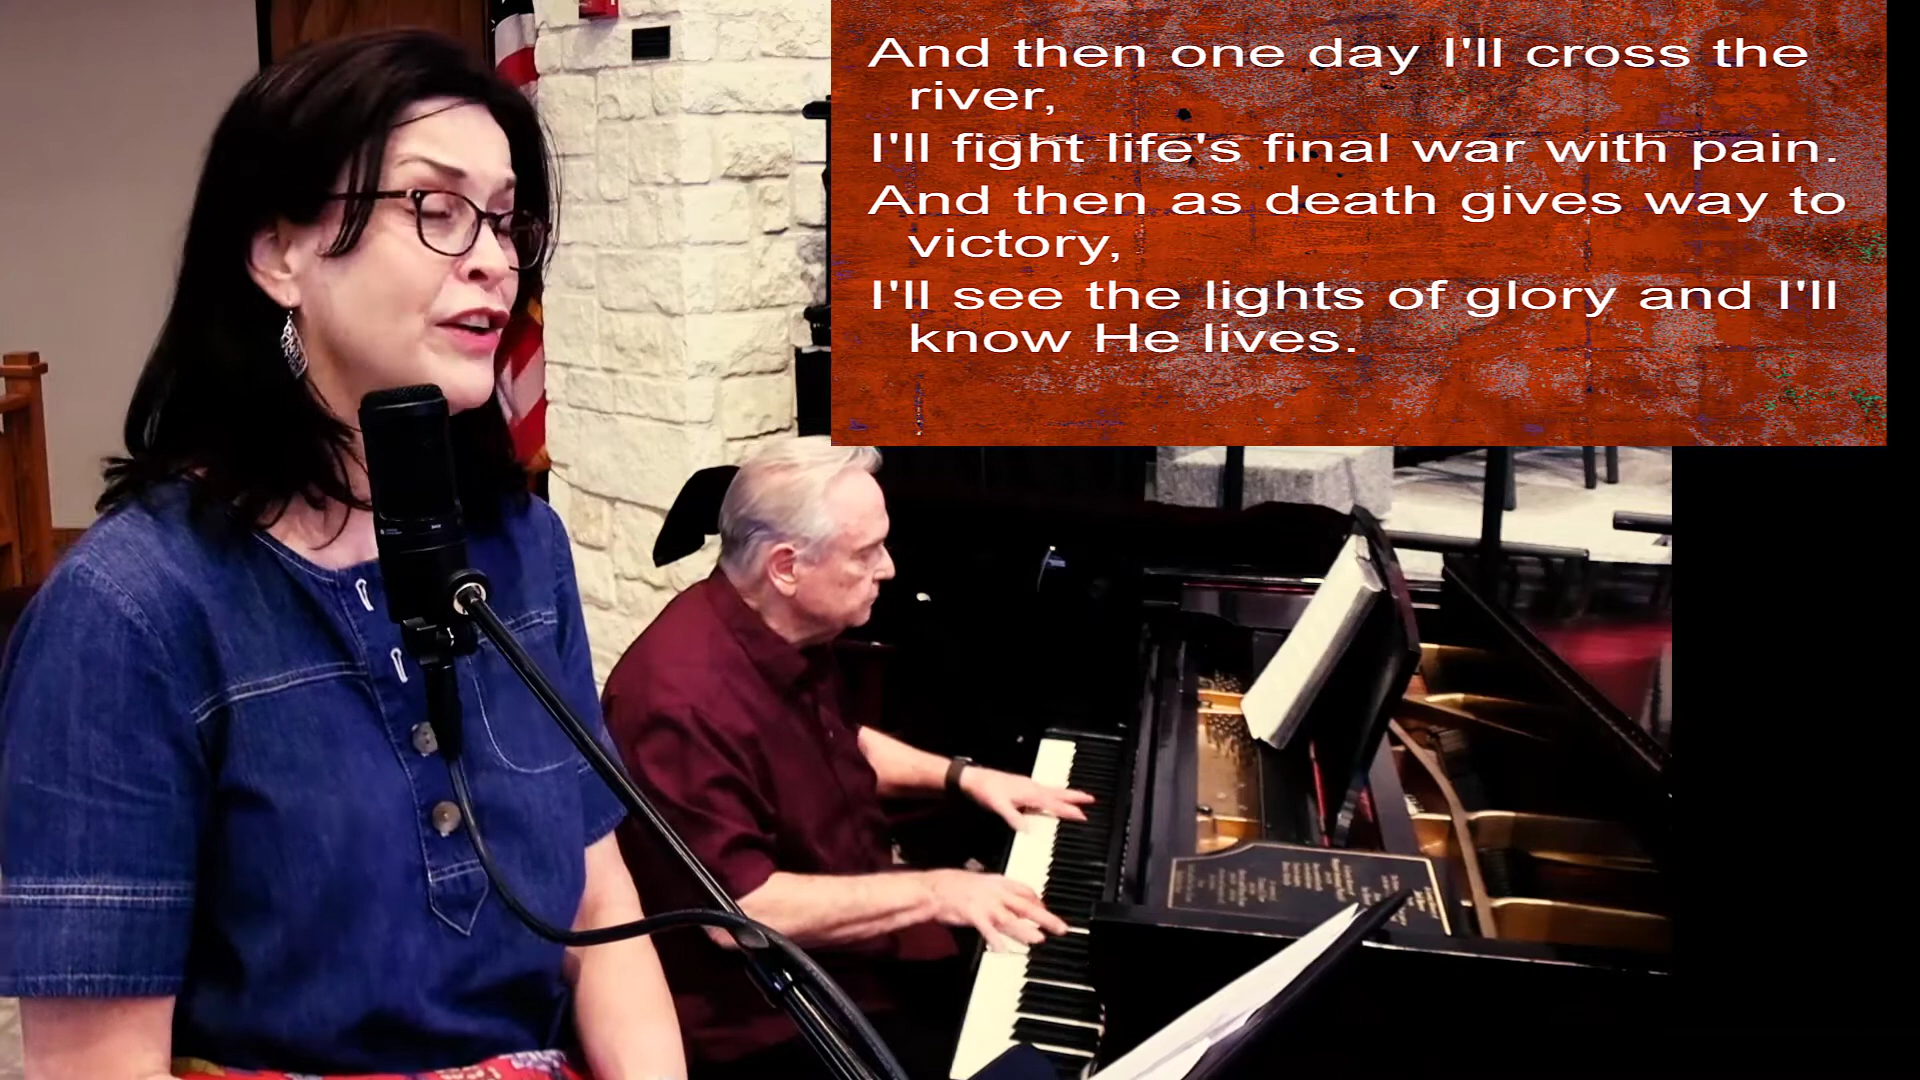 And then one day I'll cross the
river,
I'll fight life's final war with pain.
And then as death gives way to
victory,
I'll see the lights of glory and I'll
know He lives.